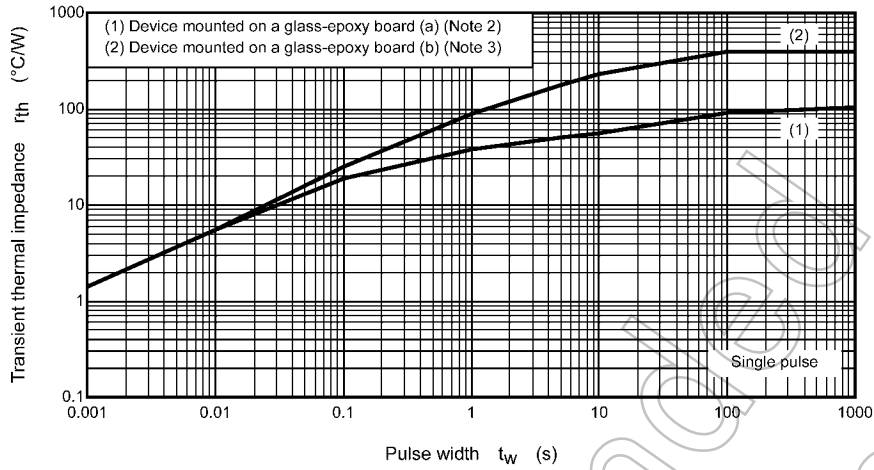 (1) Device mounted on a glass-epoxy board (a) (Note 2)
(2) Device mounted on a glass-epoxy board (b) (Note 3)
Transient thermal impedance rth (°C/W)
1000
100
10
1
0.1
(2)
(1)
Single pulse
0.001 0.01 0.1 1 10 100 1000
Pulse width tw (s)